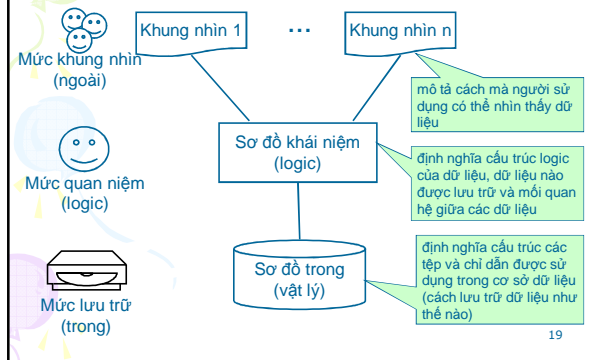 Khung nhìn 1
...
Khung nhìn n
Mức khung nhìn
(ngoài)
mô tả cách mà người sử
dụng có thể nhìn thấy dữ
liệu
Sơ đồ khái niệm
(logic)
Mức quan niệm
(logic)
định nghĩa cấu trúc logic
của dữ liệu, dữ liệu nào
được lưu trữ và mối quan
hệ giữa các dữ liệu
Sơ đồ trong
(vật lý)
Mức lưu trữ
(trong)
định nghĩa cấu trúc các
tệp và chỉ dẫn được sử
dụng trong cơ sở dữ liệu
(cách lưu trữ dữ liệu như
thế nào)
19